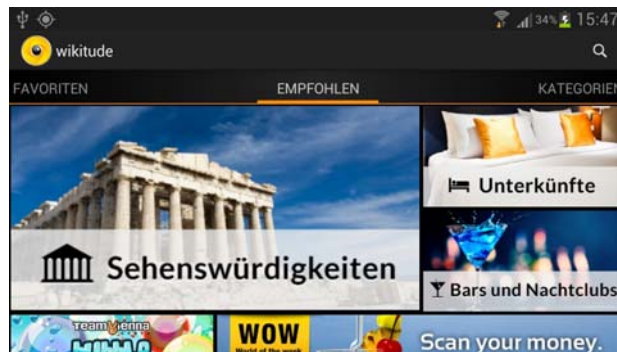 34% 15:47
wikitude
FAVORITEN EMPFOHLEN KATEGORIEN
Unterkünfte
Sehenswürdigkeiten
Bars und Nachtclubs
Team Vienna
WOW
World of the week
Scan your money.